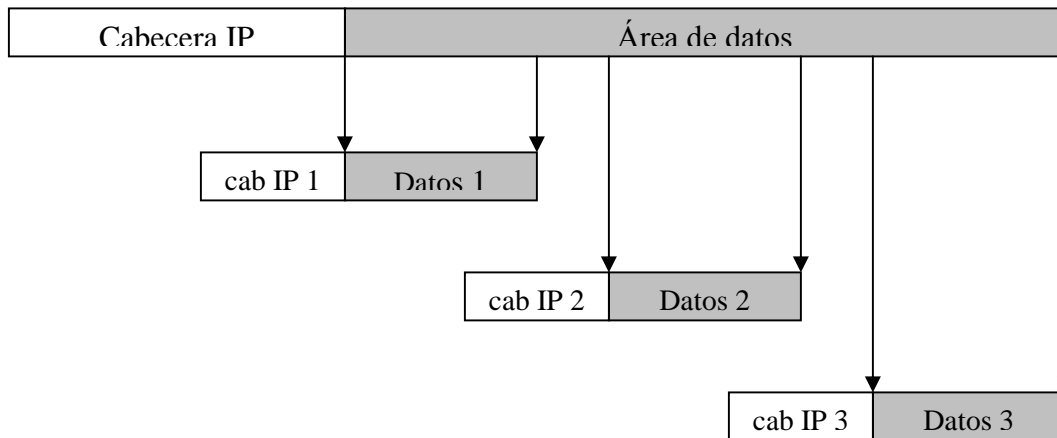 Cabecera IP
Área de datos
cab IP 1
Datos 1
cab IP 2
Datos 2
cab IP 3
Datos 3